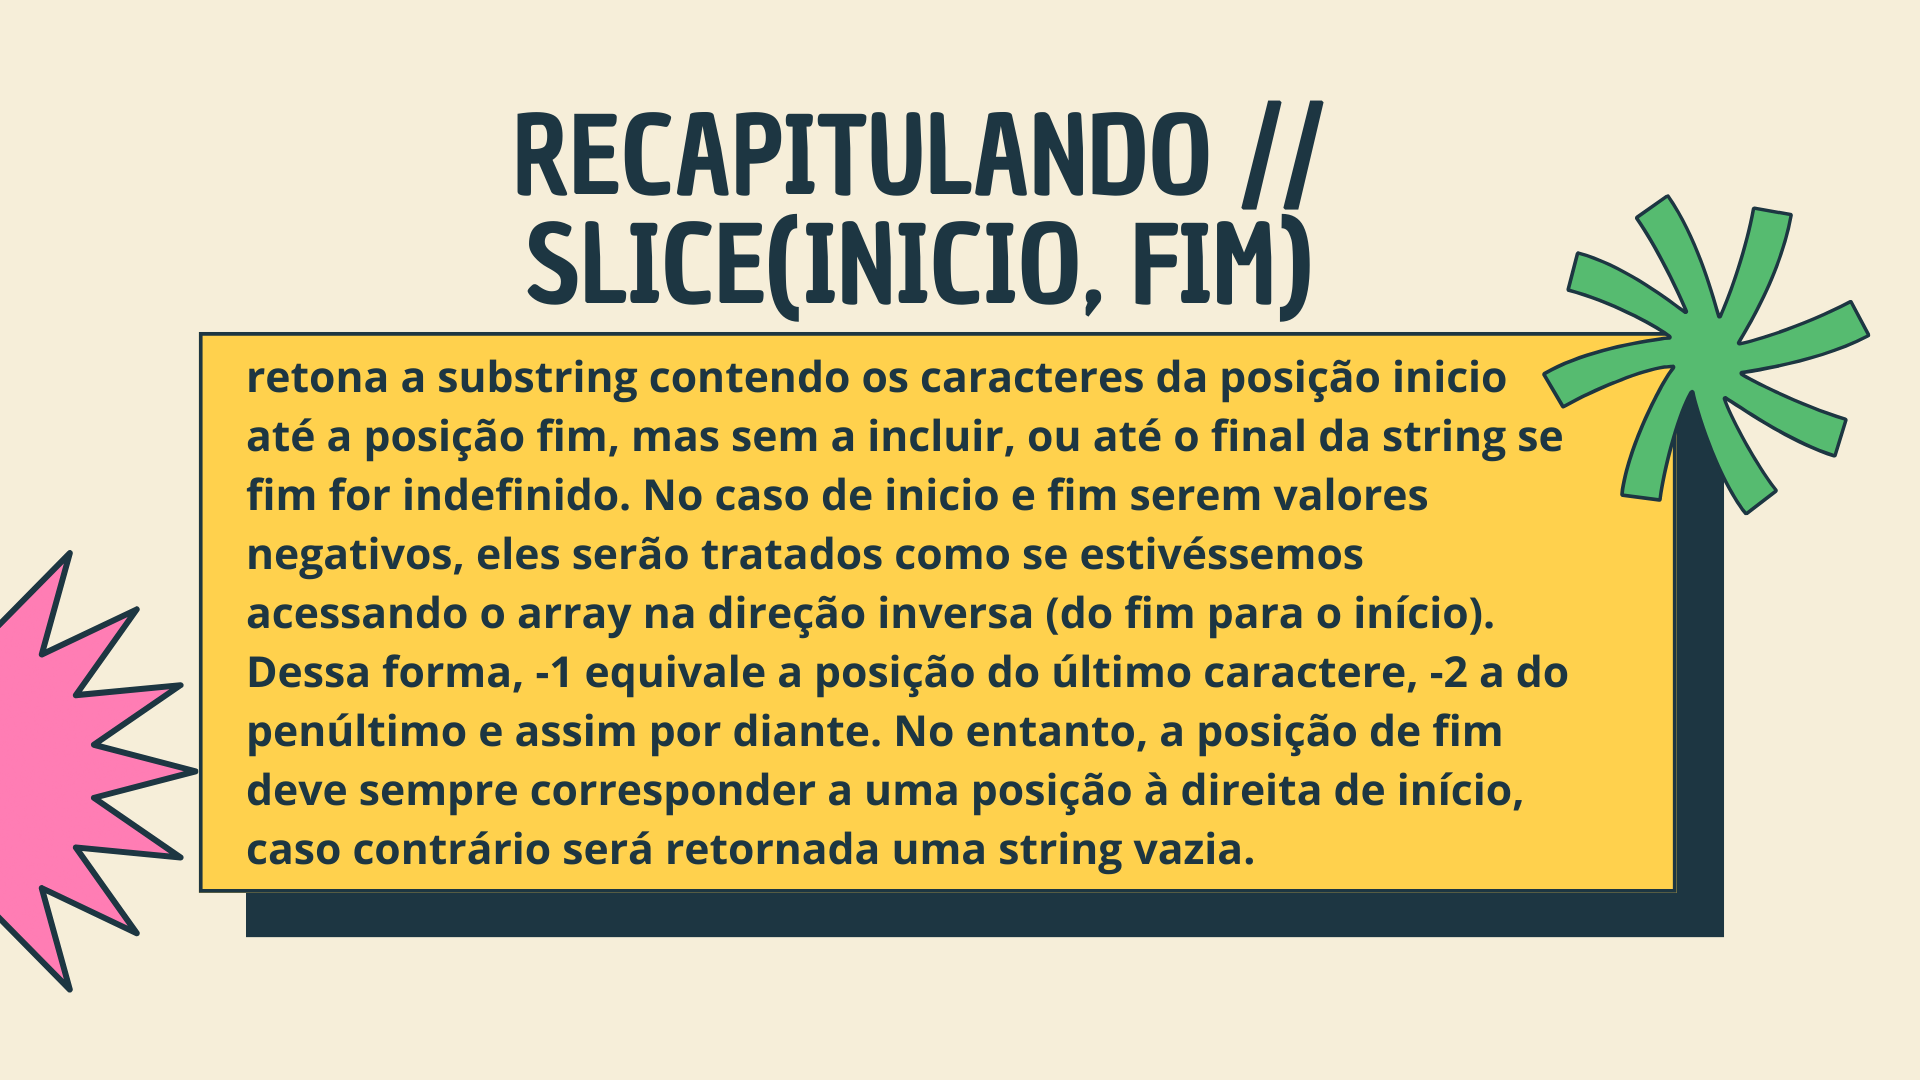 RECAPITULANDO //
SLICE(INICIO, FIM)
retona a substring contendo os caracteres da posição inicio
até a posição fim, mas sem a incluir, ou até o final da string se
fim for indefinido. No caso de inicio e fim serem valores
negativos, eles serão tratados como se estivéssemos
acessando o array na direção inversa (do fim para o início).
Dessa forma, -1 equivale a posição do último caractere, -2 a do
penúltimo e assim por diante. No entanto, a posição de fim
deve sempre corresponder a uma posição à direita de início,
caso contrário será retornada uma string vazia.